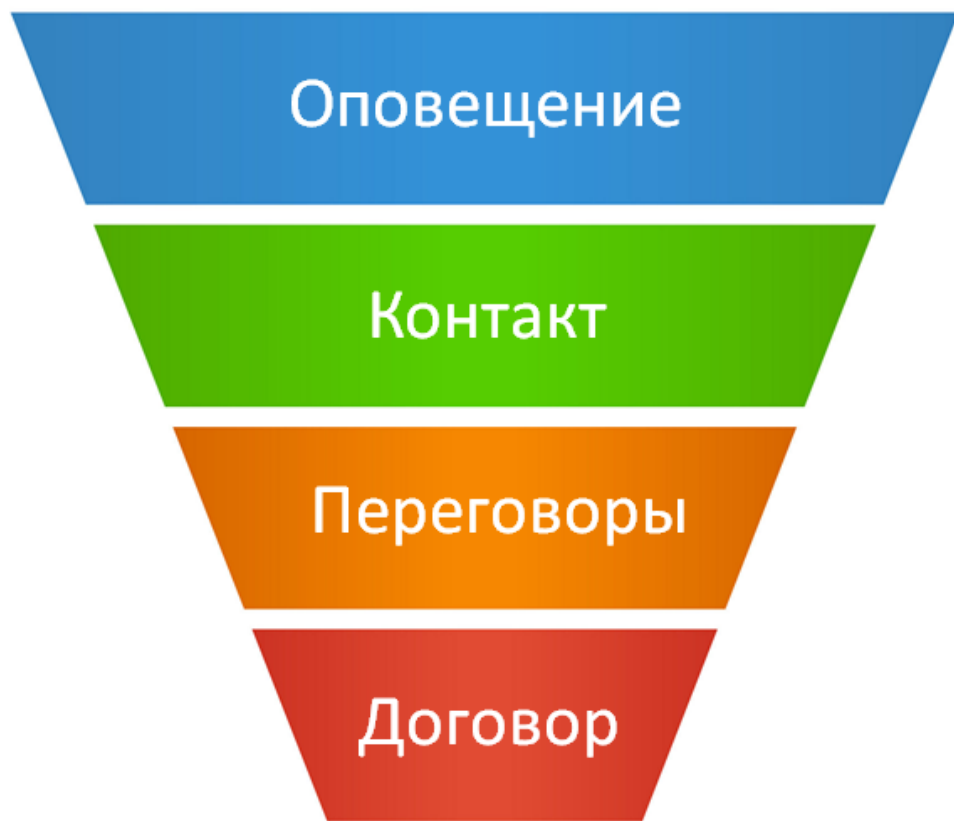 Оповещение
Контакт
Переговоры
Договор